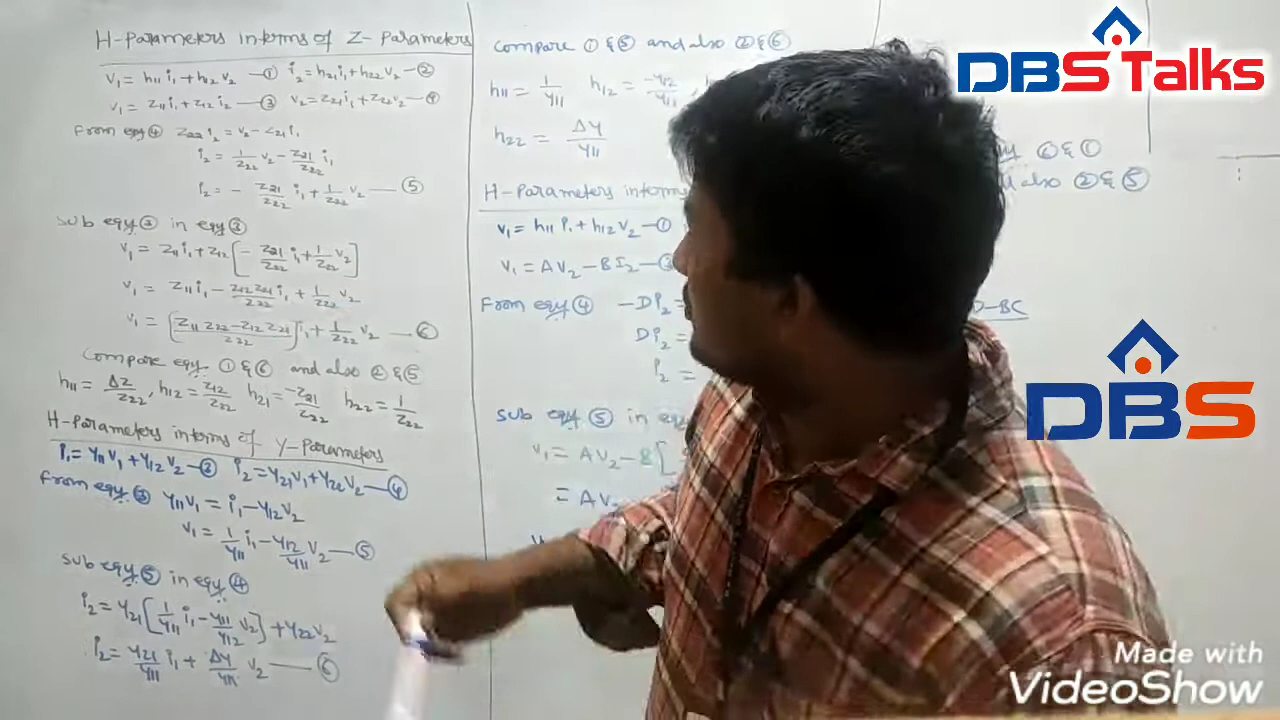 H-Parameters interms of Z-Parameters
V₁ = h₁₁ i₁ + h₁₂ V₂ —① i₂ = h₂₁ i₁ + h₂₂ V₂ —②
V₁ = Z₁₁ i₁ + Z₁₂ i₂ —③ V₂ = Z₂₁ i₁ + Z₂₂ V₂ —④
From eqy ④ Z₂₂ i₂ = V₂ - Z₂₁ i₁
i₂ = 1/Z₂₂ V₂ - Z₂₁/Z₂₂ i₁
i₂ = - Z₂₁/Z₂₂ i₁ + 1/Z₂₂ V₂ —⑤
Sub eqy ⑤ in eqy ③
V₁ = Z₁₁ i₁ + Z₁₂ [- Z₂₁/Z₂₂ i₁ + 1/Z₂₂ V₂]
V₁ = Z₁₁ i₁ - Z₁₂ Z₂₁/Z₂₂ i₁ + 1/Z₂₂ V₂
V₁ = [Z₁₁ Z₂₂ - Z₁₂ Z₂₁/Z₂₂] i₁ + 1/Z₂₂ V₂ —⑥
Compare eqy ① & ⑥ and also ② & ⑤
h₁₁ = ΔZ/Z₂₂, h₁₂ = Z₁₂/Z₂₂ h₂₁ = -Z₂₁/Z₂₂ h₂₂ = 1/Z₂₂
H-Parameters interms of Y-Parameters
i₁ = Y₁₁ V₁ + Y₁₂ V₂ —③ i₂ = Y₂₁ V₁ + Y₂₂ V₂ —④
From eqy ③ Y₁₁ V₁ = i₁ - Y₁₂ V₂
V₁ = 1/Y₁₁ i₁ - Y₁₂/Y₁₁ V₂ —⑤
Sub eqy ⑤ in eqy ④
i₂ = Y₂₁ [1/Y₁₁ i₁ - Y₁₁/Y₁₂ V₂] + Y₂₂ V₂
i₂ = Y₂₁/Y₁₁ i₁ + ΔY/Y₁₁ V₂ —⑥
Compare ① & ⑤ and also ② & ⑥
h₁₁ = 1/Y₁₁ h₁₂ = -Y₁₂/Y₁₁,
h₂₂ = ΔY/Y₁₁
H-Parameters interms
V₁ = h₁₁ i₁ + h₁₂ V₂ —①
V₁ = AV₂ - BI₂ —③
From eqy ④ -DI₂ =
DI₂ =
I₂ =
Sub eqy ⑤ in eqy
V₁ = AV₂ - B[
= AV₂
⑥ & ①
also ② & ⑤
D-BC
DBS Talks
DBS
Made with
VideoShow